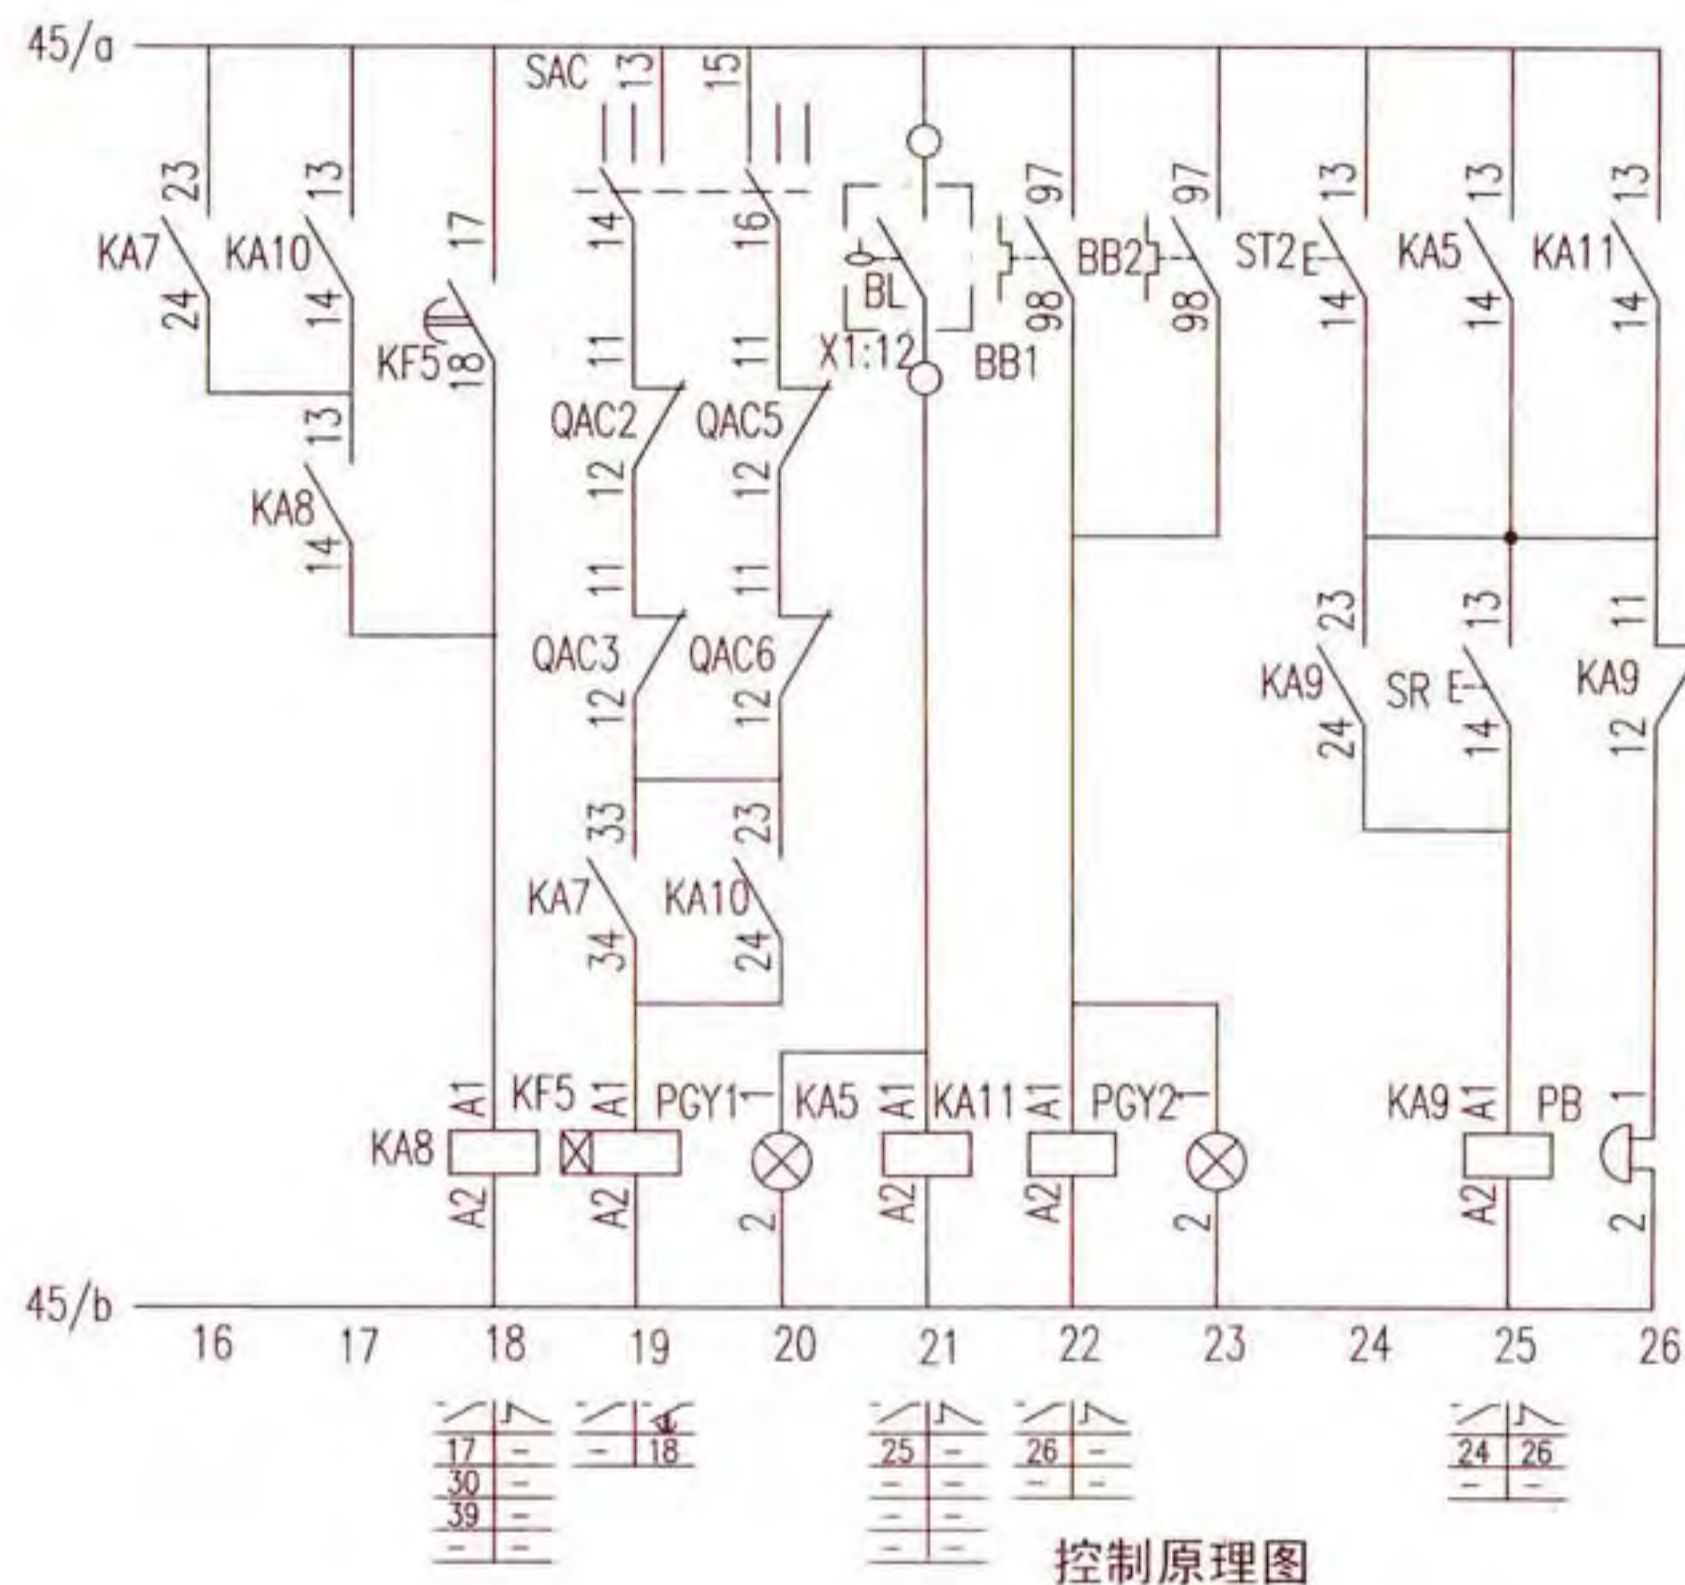 45/a
SAC 13 15
23 13 17 14 16 97 97 13 13 13
KA7 KA10 BL BB2 ST2 KA5 KA11
24 14 KF5 18 11 11 X1:12 98 BB1 98 14 14 14
13 QAC2 QAC5
12 12
KA8
14 11 11 23 13 11
QAC3 QAC6 KA9 SR KA9
12 12 24 14 12
33 23
KA7 KA10
34 24
A1 KF5 A1 PGY1 1 KA5 A1 KA11 A1 PGY2 1 KA9 A1 PB 1
KA8
A2 A2 2 A2 A2 2 A2 2
45/b
16 17 18 19 20 21 22 23 24 25 26
17 - - 18 25 - 26 - 24 26
30 - - - - - - -
39 - - -
- - - -
控制原理图